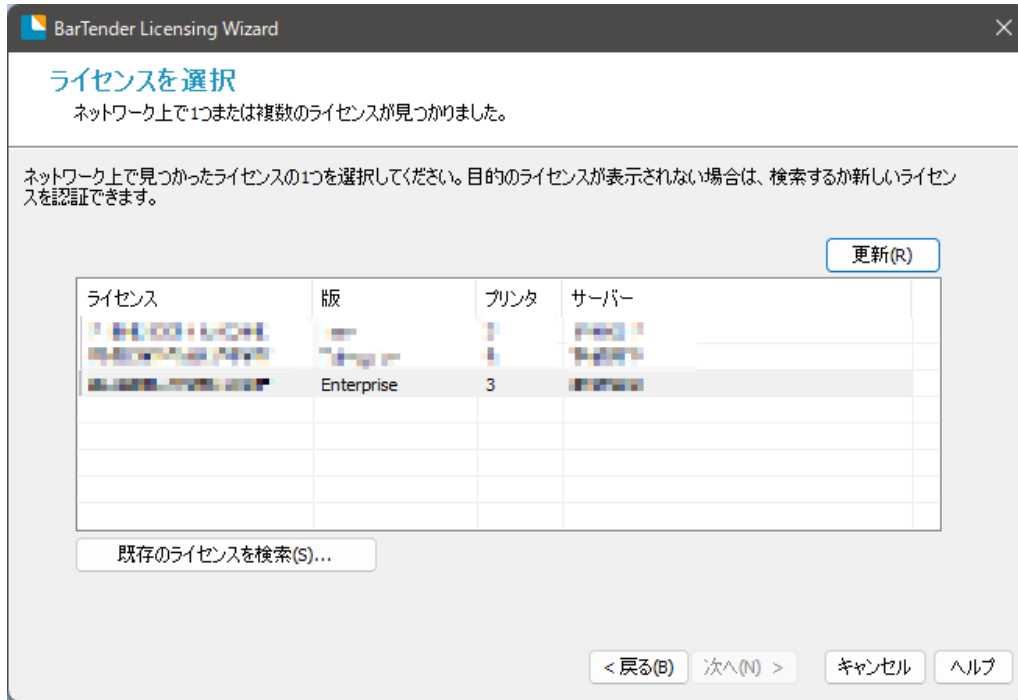 BarTender Licensing Wizard
ライセンスを選択
ネットワーク上で1つまたは複数のライセンスが見つかりました。
ネットワーク上で見つかったライセンスの1つを選択してください。目的のライセンスが表示されない場合は、検索するか新しいライセン
スを認証できます。
更新(R)
ライセンス 版 プリンタ サーバー
Enterprise 3
既存のライセンスを検索(S)...
< 戻る(B) 次へ(N) > キャンセル ヘルプ